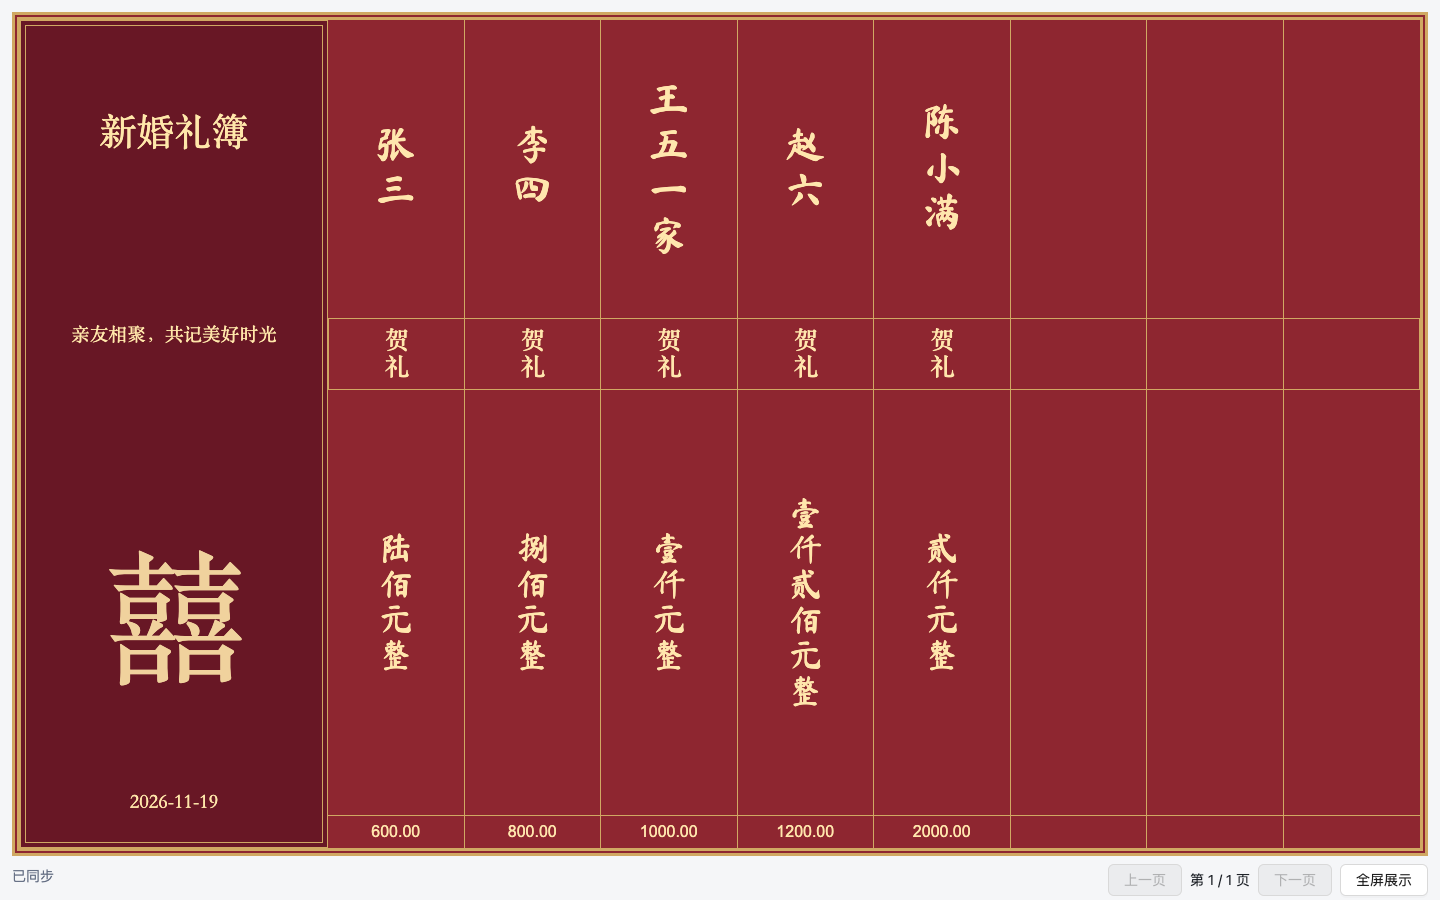 新婚礼簿
亲友相聚，共记美好时光
囍
2026-11-19
张三
贺礼
陆佰元整
600.00
李四
贺礼
捌佰元整
800.00
王五一家
贺礼
壹仟元整
1000.00
赵六
贺礼
壹仟贰佰元整
1200.00
陈小满
贺礼
贰仟元整
2000.00
已同步
上一页
第 1 / 1 页
下一页
全屏展示